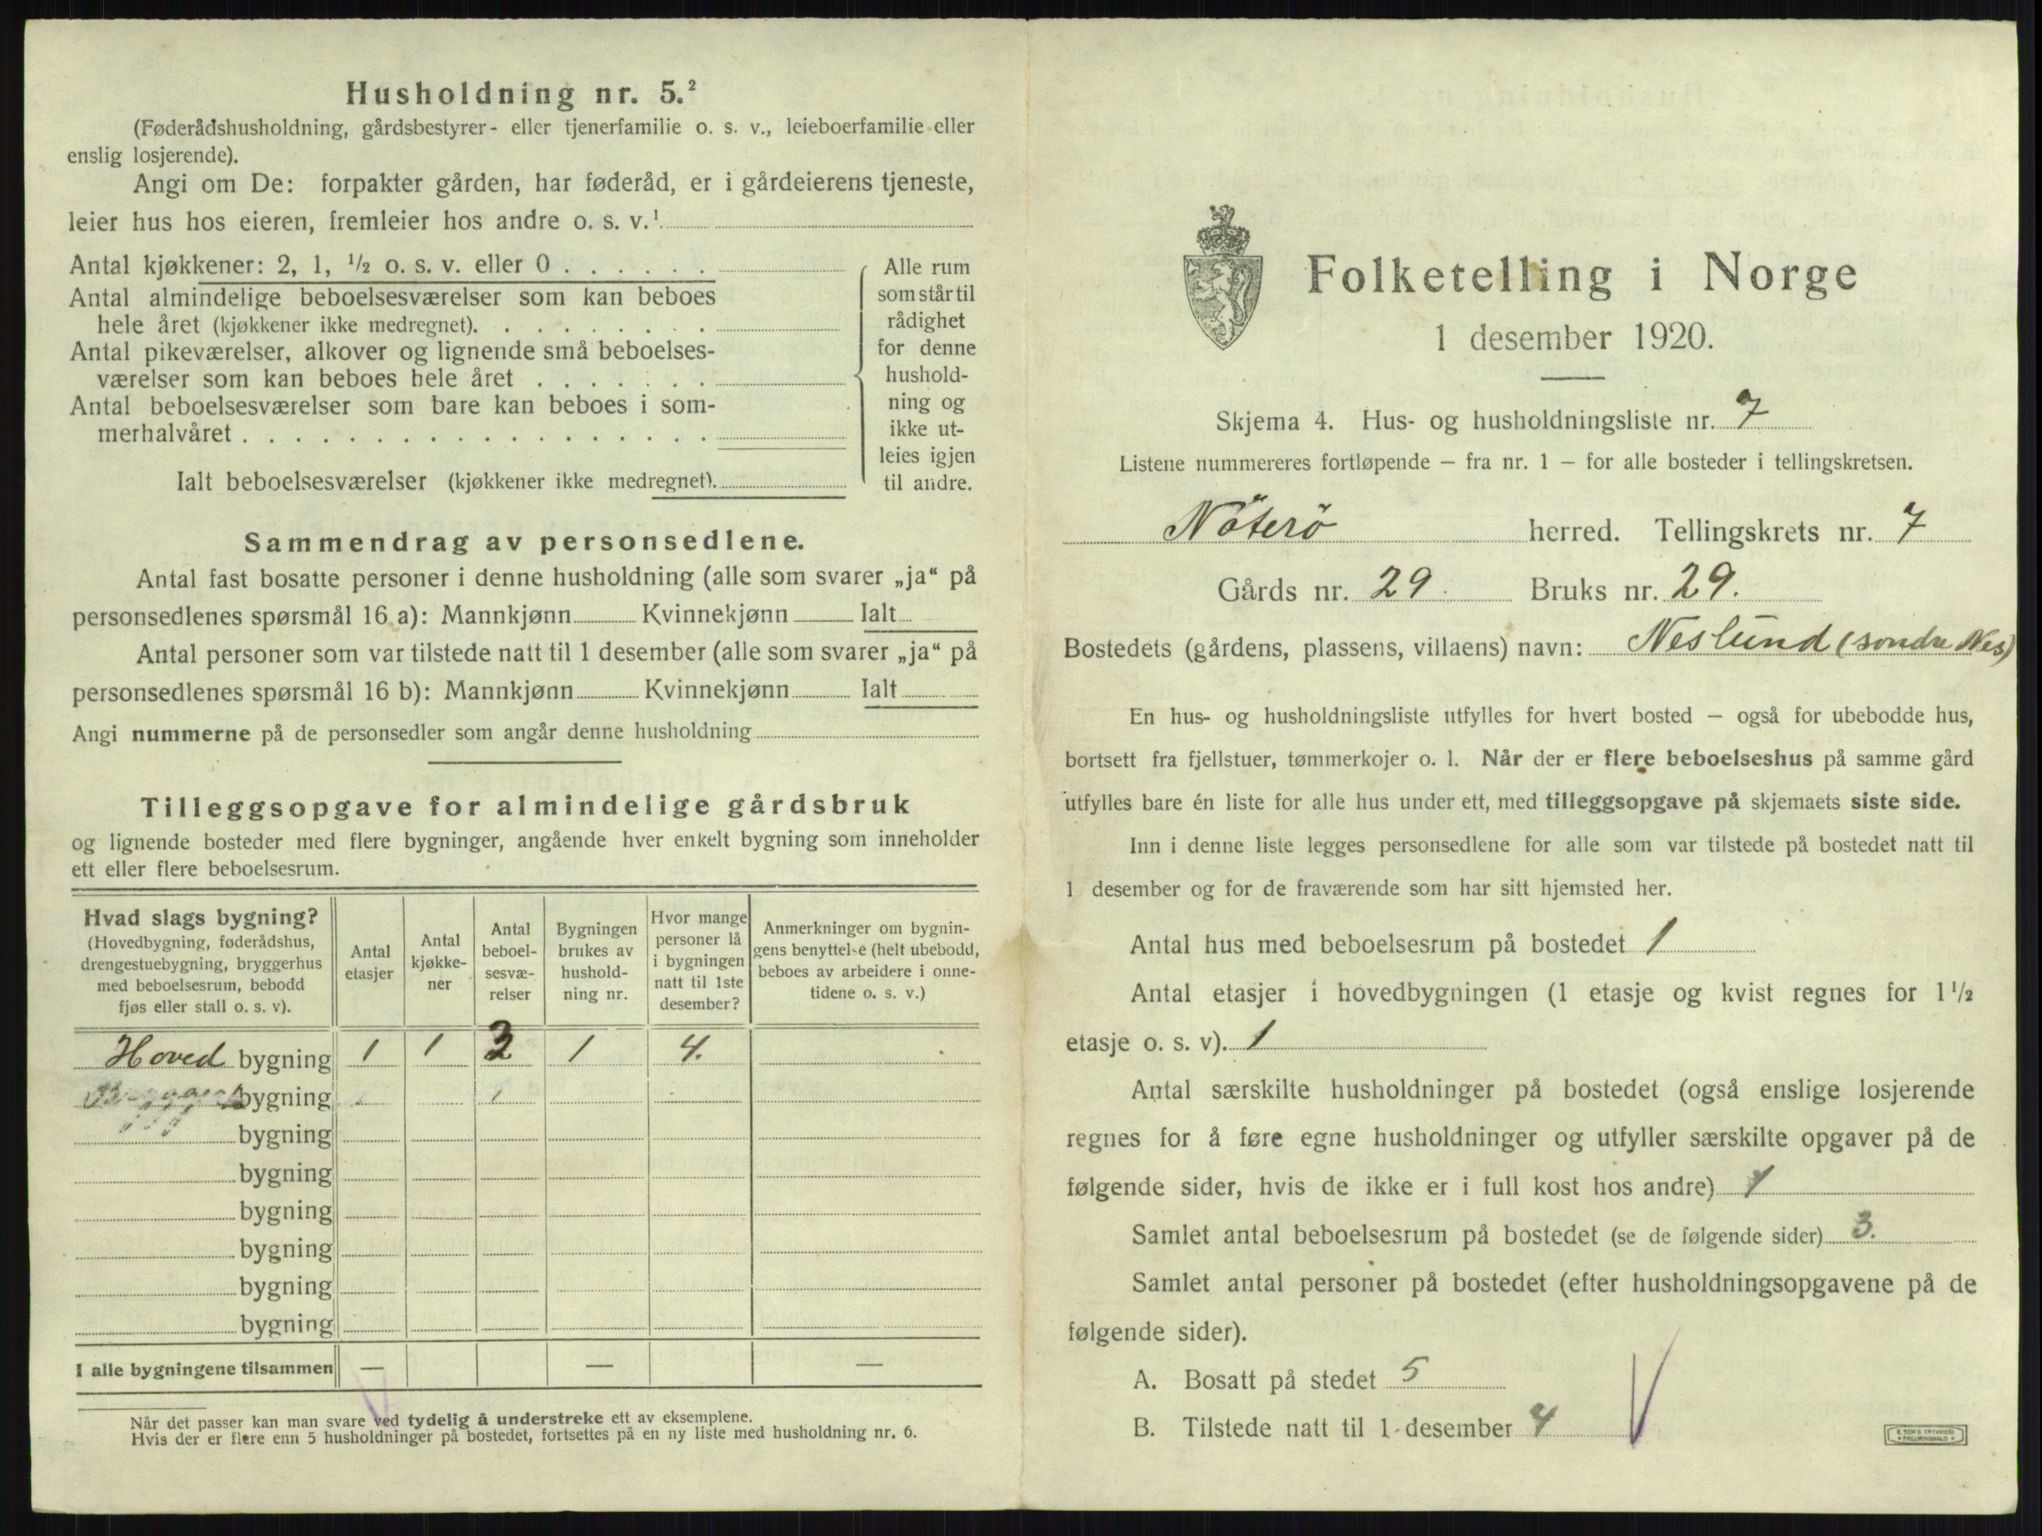 Husholdning nr. 5.²
(Føderådshusholdning, gårdsbestyrer- eller tjenerfamilie o. s. v., leieboerfamilie eller
enslig losjerende).
Angi om De: forpakter gården, har føderåd, er i gårdeierens tjeneste,
leier hus hos eieren, fremleier hos andre o. s. v.¹
Antal kjøkkener: 2, 1, ½ o. s. v. eller 0
Antal almindelige beboelsesværelser som kan beboes
hele året (kjøkkener ikke medregnet).
Antal pikeværelser, alkover og lignende små beboelses-
værelser som kan beboes hele året
Antal beboelsesværelser som bare kan beboes i som-
merhalvåret
Ialt beboelsesværelser (kjøkkener ikke medregnet).
Alle rum
som står til
rådighet
for denne
hushold-
ning og
ikke ut-
leies igjen
til andre.
Sammendrag av personsedlene.
Antal fast bosatte personer i denne husholdning (alle som svarer „ja“ på
personsedlenes spørsmål 16 a): Mannkjønn Kvinnekjønn Ialt
Antal personer som var tilstede natt til 1 desember (alle som svarer „ja“ på
personsedlenes spørsmål 16 b): Mannkjønn Kvinnekjønn Ialt
Angi nummerne på de personsedler som angår denne husholdning
Tilleggsopgave for almindelige gårdsbruk
og lignende bosteder med flere bygninger, angående hver enkelt bygning som inneholder
ett eller flere beboelsesrum.
Hvad slags bygning?
(Hovedbygning, føderådshus,
drengestuebygning, bryggerhus
med beboelsesrum, bebodd
fjøs eller stall o. s. v).
Antal
etasjer
Antal
kjøkke-
ner
Antal
beboel-
sesvæ-
relser
Bygningen
brukes av
hushold-
ning nr.
Hvor mange
personer lå
i bygningen
natt til 1ste
desember?
Anmerkninger om bygnin-
gens benyttelse (helt ubebodd,
beboes av arbeidere i onne-
tidene o. s. v.)
Hoved bygning 1 1 3 1 4.
bygning
bygning
bygning
bygning
bygning
bygning
bygning
I alle bygningene tilsammen — — —
Når det passer kan man svare ved tydelig å understreke ett av eksemplene.
Hvis der er flere enn 5 husholdninger på bostedet, fortsettes på en ny liste med husholdning nr. 6.
Folketelling i Norge
1 desember 1920.
Skjema 4. Hus- og husholdningsliste nr. 7
Listene nummereres fortløpende – fra nr. 1 – for alle bosteder i tellingskretsen.
Nöterö herred. Tellingskrets nr. 7
Gårds nr. 29. Bruks nr. 29.
Bostedets (gårdens, plassens, villaens) navn: Neslund (sondre Nes)
En hus- og husholdningsliste utfylles for hvert bosted – også for ubebodde hus,
bortsett fra fjellstuer, tømmerkojer o. l. Når der er flere beboelseshus på samme gård
utfylles bare én liste for alle hus under ett, med tilleggsopgave på skjemaets siste side.
Inn i denne liste legges personsedlene for alle som var tilstede på bostedet natt til
1 desember og for de fraværende som har sitt hjemsted her.
Antal hus med beboelsesrum på bostedet 1
Antal etasjer i hovedbygningen (1 etasje og kvist regnes for 1½
etasje o. s. v). 1
Antal særskilte husholdninger på bostedet (også enslige losjerende
regnes for å føre egne husholdninger og utfyller særskilte opgaver på de
følgende sider, hvis de ikke er i full kost hos andre) 1
Samlet antal beboelsesrum på bostedet (se de følgende sider) 3.
Samlet antal personer på bostedet (efter husholdningsopgavene på de
følgende sider).
A. Bosatt på stedet 5
B. Tilstede natt til 1 desember 4